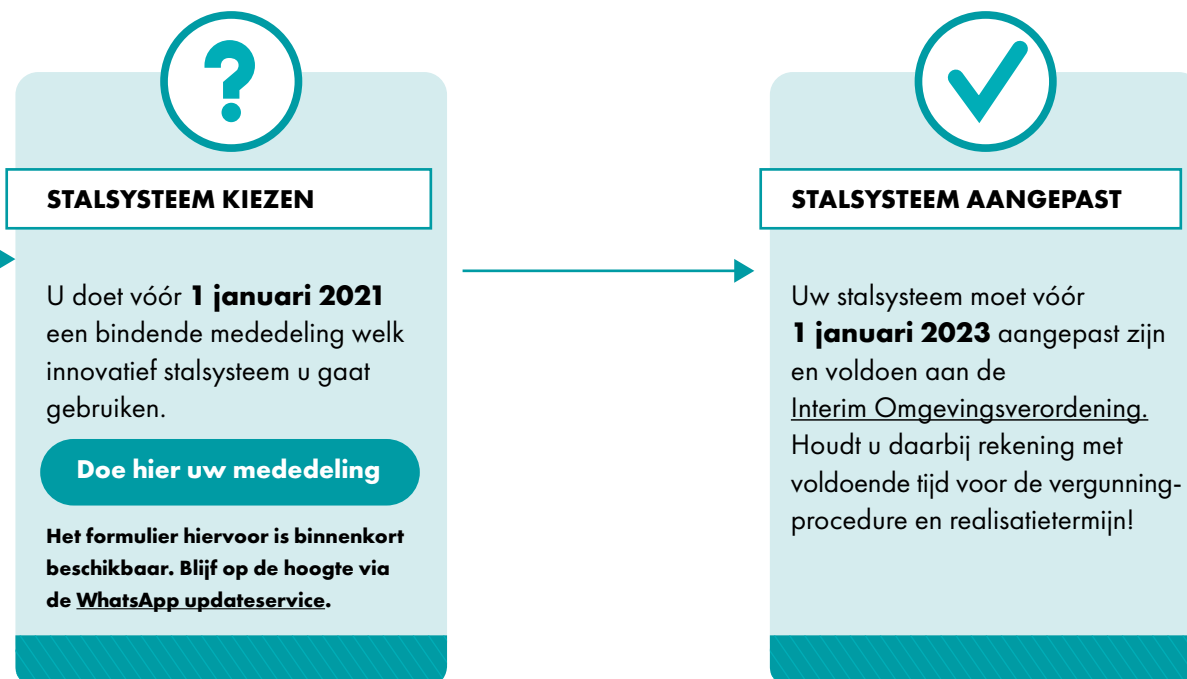 ?
STALSYSTEEM KIEZEN
U doet vóór 1 januari 2021
een bindende mededeling welk
innovatief stalsysteem u gaat
gebruiken.
Doe hier uw mededeling
Het formulier hiervoor is binnenkort
beschikbaar. Blijf op de hoogte via
de WhatsApp updateservice.
STALSYSTEEM AANGEPAST
Uw stalsysteem moet vóór
1 januari 2023 aangepast zijn
en voldoen aan de
Interim Omgevingsverordening.
Houdt u daarbij rekening met
voldoende tijd voor de vergunning-
procedure en realisatietermijn!